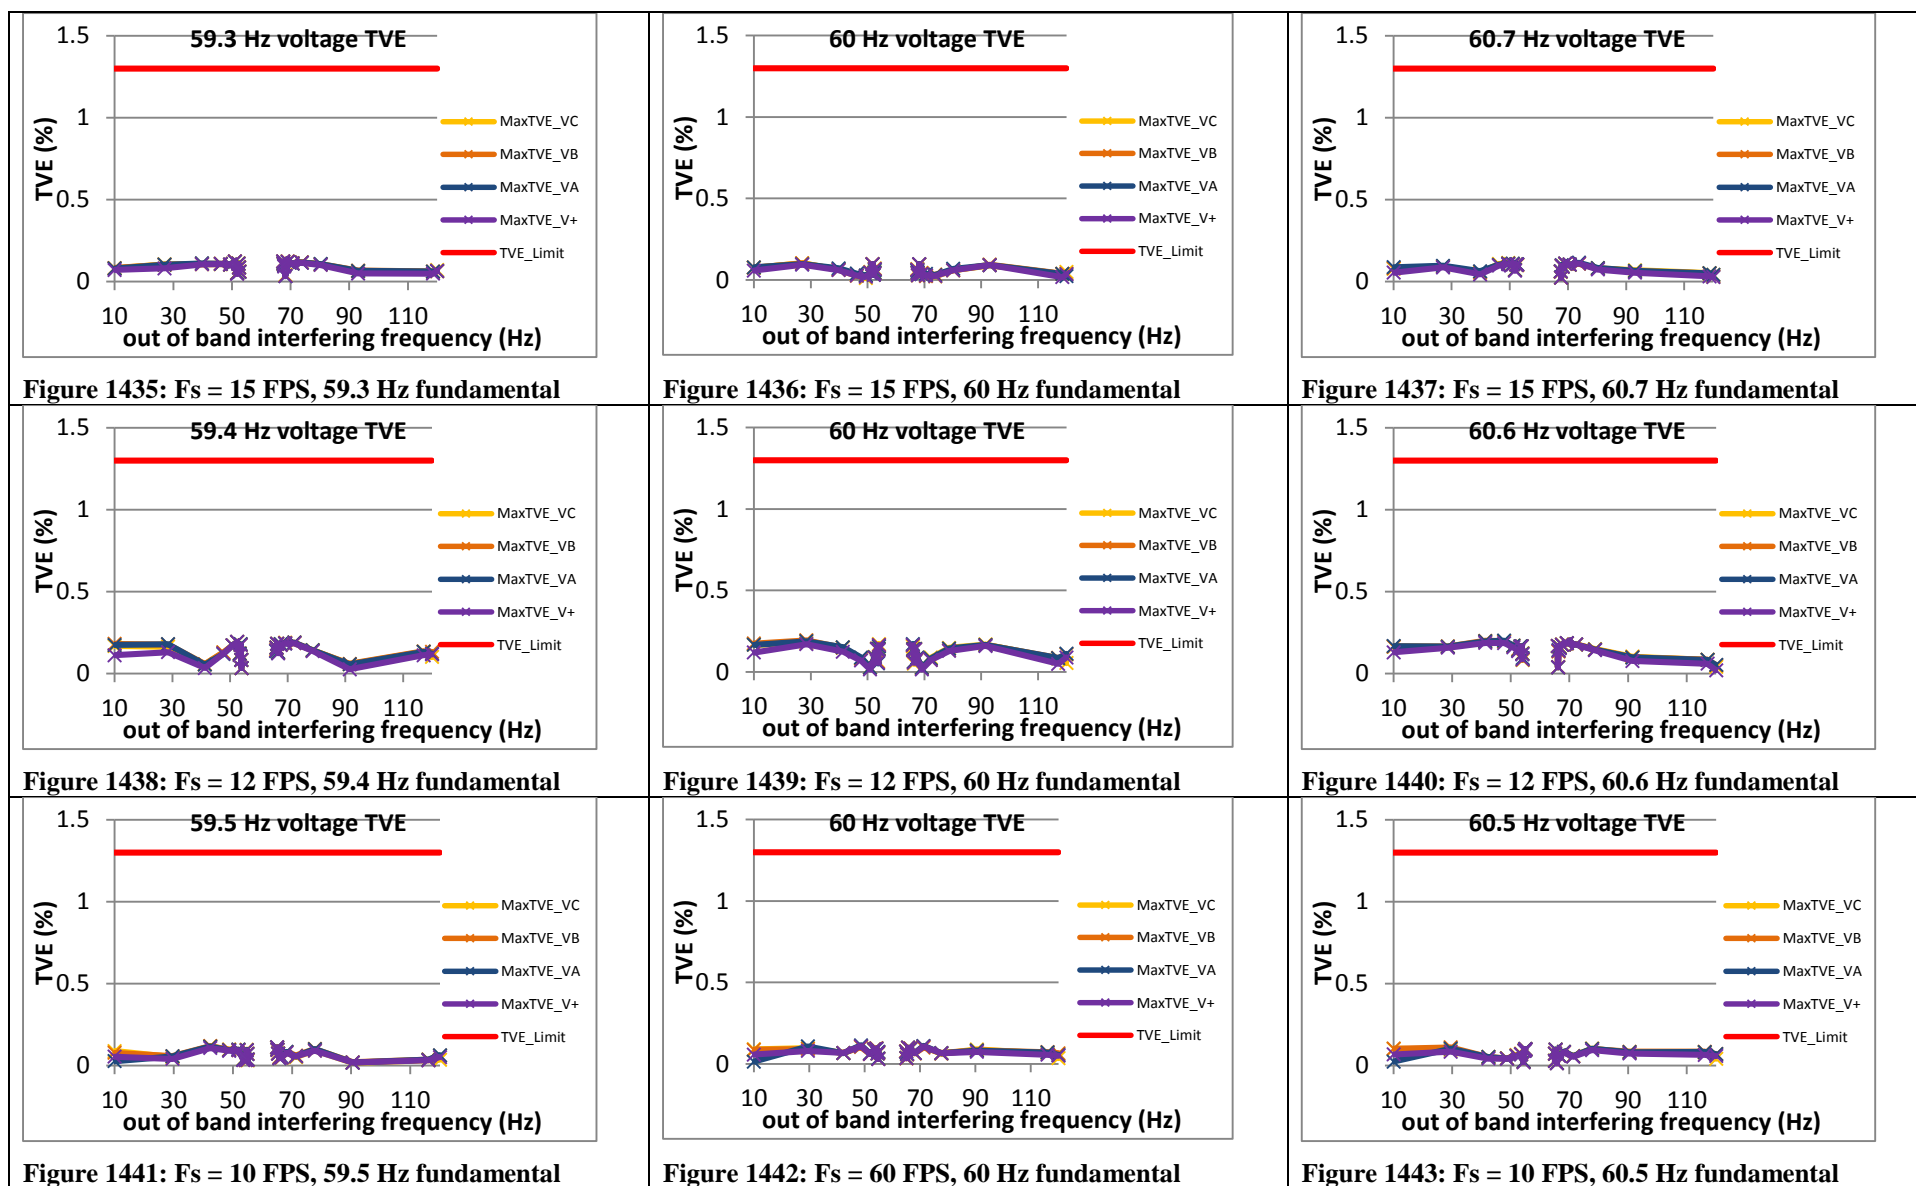 59.3 Hz voltage TVE
1.5
1
0.5
0
TVE (%)
10 30 50 70 90 110
out of band interfering frequency (Hz)
MaxTVE_VC
MaxTVE_VB
MaxTVE_VA
MaxTVE_V+
TVE_Limit
Figure 1435: Fs = 15 FPS, 59.3 Hz fundamental
60 Hz voltage TVE
1.5
1
0.5
0
TVE (%)
10 30 50 70 90 110
out of band interfering frequency (Hz)
MaxTVE_VC
MaxTVE_VB
MaxTVE_VA
MaxTVE_V+
TVE_Limit
Figure 1436: Fs = 15 FPS, 60 Hz fundamental
60.7 Hz voltage TVE
1.5
1
0.5
0
TVE (%)
10 30 50 70 90 110
out of band interfering frequency (Hz)
MaxTVE_VC
MaxTVE_VB
MaxTVE_VA
MaxTVE_V+
TVE_Limit
Figure 1437: Fs = 15 FPS, 60.7 Hz fundamental
59.4 Hz voltage TVE
1.5
1
0.5
0
TVE (%)
10 30 50 70 90 110
out of band interfering frequency (Hz)
MaxTVE_VC
MaxTVE_VB
MaxTVE_VA
MaxTVE_V+
TVE_Limit
Figure 1438: Fs = 12 FPS, 59.4 Hz fundamental
60 Hz voltage TVE
1.5
1
0.5
0
TVE (%)
10 30 50 70 90 110
out of band interfering frequency (Hz)
MaxTVE_VC
MaxTVE_VB
MaxTVE_VA
MaxTVE_V+
TVE_Limit
Figure 1439: Fs = 12 FPS, 60 Hz fundamental
60.6 Hz voltage TVE
1.5
1
0.5
0
TVE (%)
10 30 50 70 90 110
out of band interfering frequency (Hz)
MaxTVE_VC
MaxTVE_VB
MaxTVE_VA
MaxTVE_V+
TVE_Limit
Figure 1440: Fs = 12 FPS, 60.6 Hz fundamental
59.5 Hz voltage TVE
1.5
1
0.5
0
TVE (%)
10 30 50 70 90 110
out of band interfering frequency (Hz)
MaxTVE_VC
MaxTVE_VB
MaxTVE_VA
MaxTVE_V+
TVE_Limit
Figure 1441: Fs = 10 FPS, 59.5 Hz fundamental
60 Hz voltage TVE
1.5
1
0.5
0
TVE (%)
10 30 50 70 90 110
out of band interfering frequency (Hz)
MaxTVE_VC
MaxTVE_VB
MaxTVE_VA
MaxTVE_V+
TVE_Limit
Figure 1442: Fs = 60 FPS, 60 Hz fundamental
60.5 Hz voltage TVE
1.5
1
0.5
0
TVE (%)
10 30 50 70 90 110
out of band interfering frequency (Hz)
MaxTVE_VC
MaxTVE_VB
MaxTVE_VA
MaxTVE_V+
TVE_Limit
Figure 1443: Fs = 10 FPS, 60.5 Hz fundamental